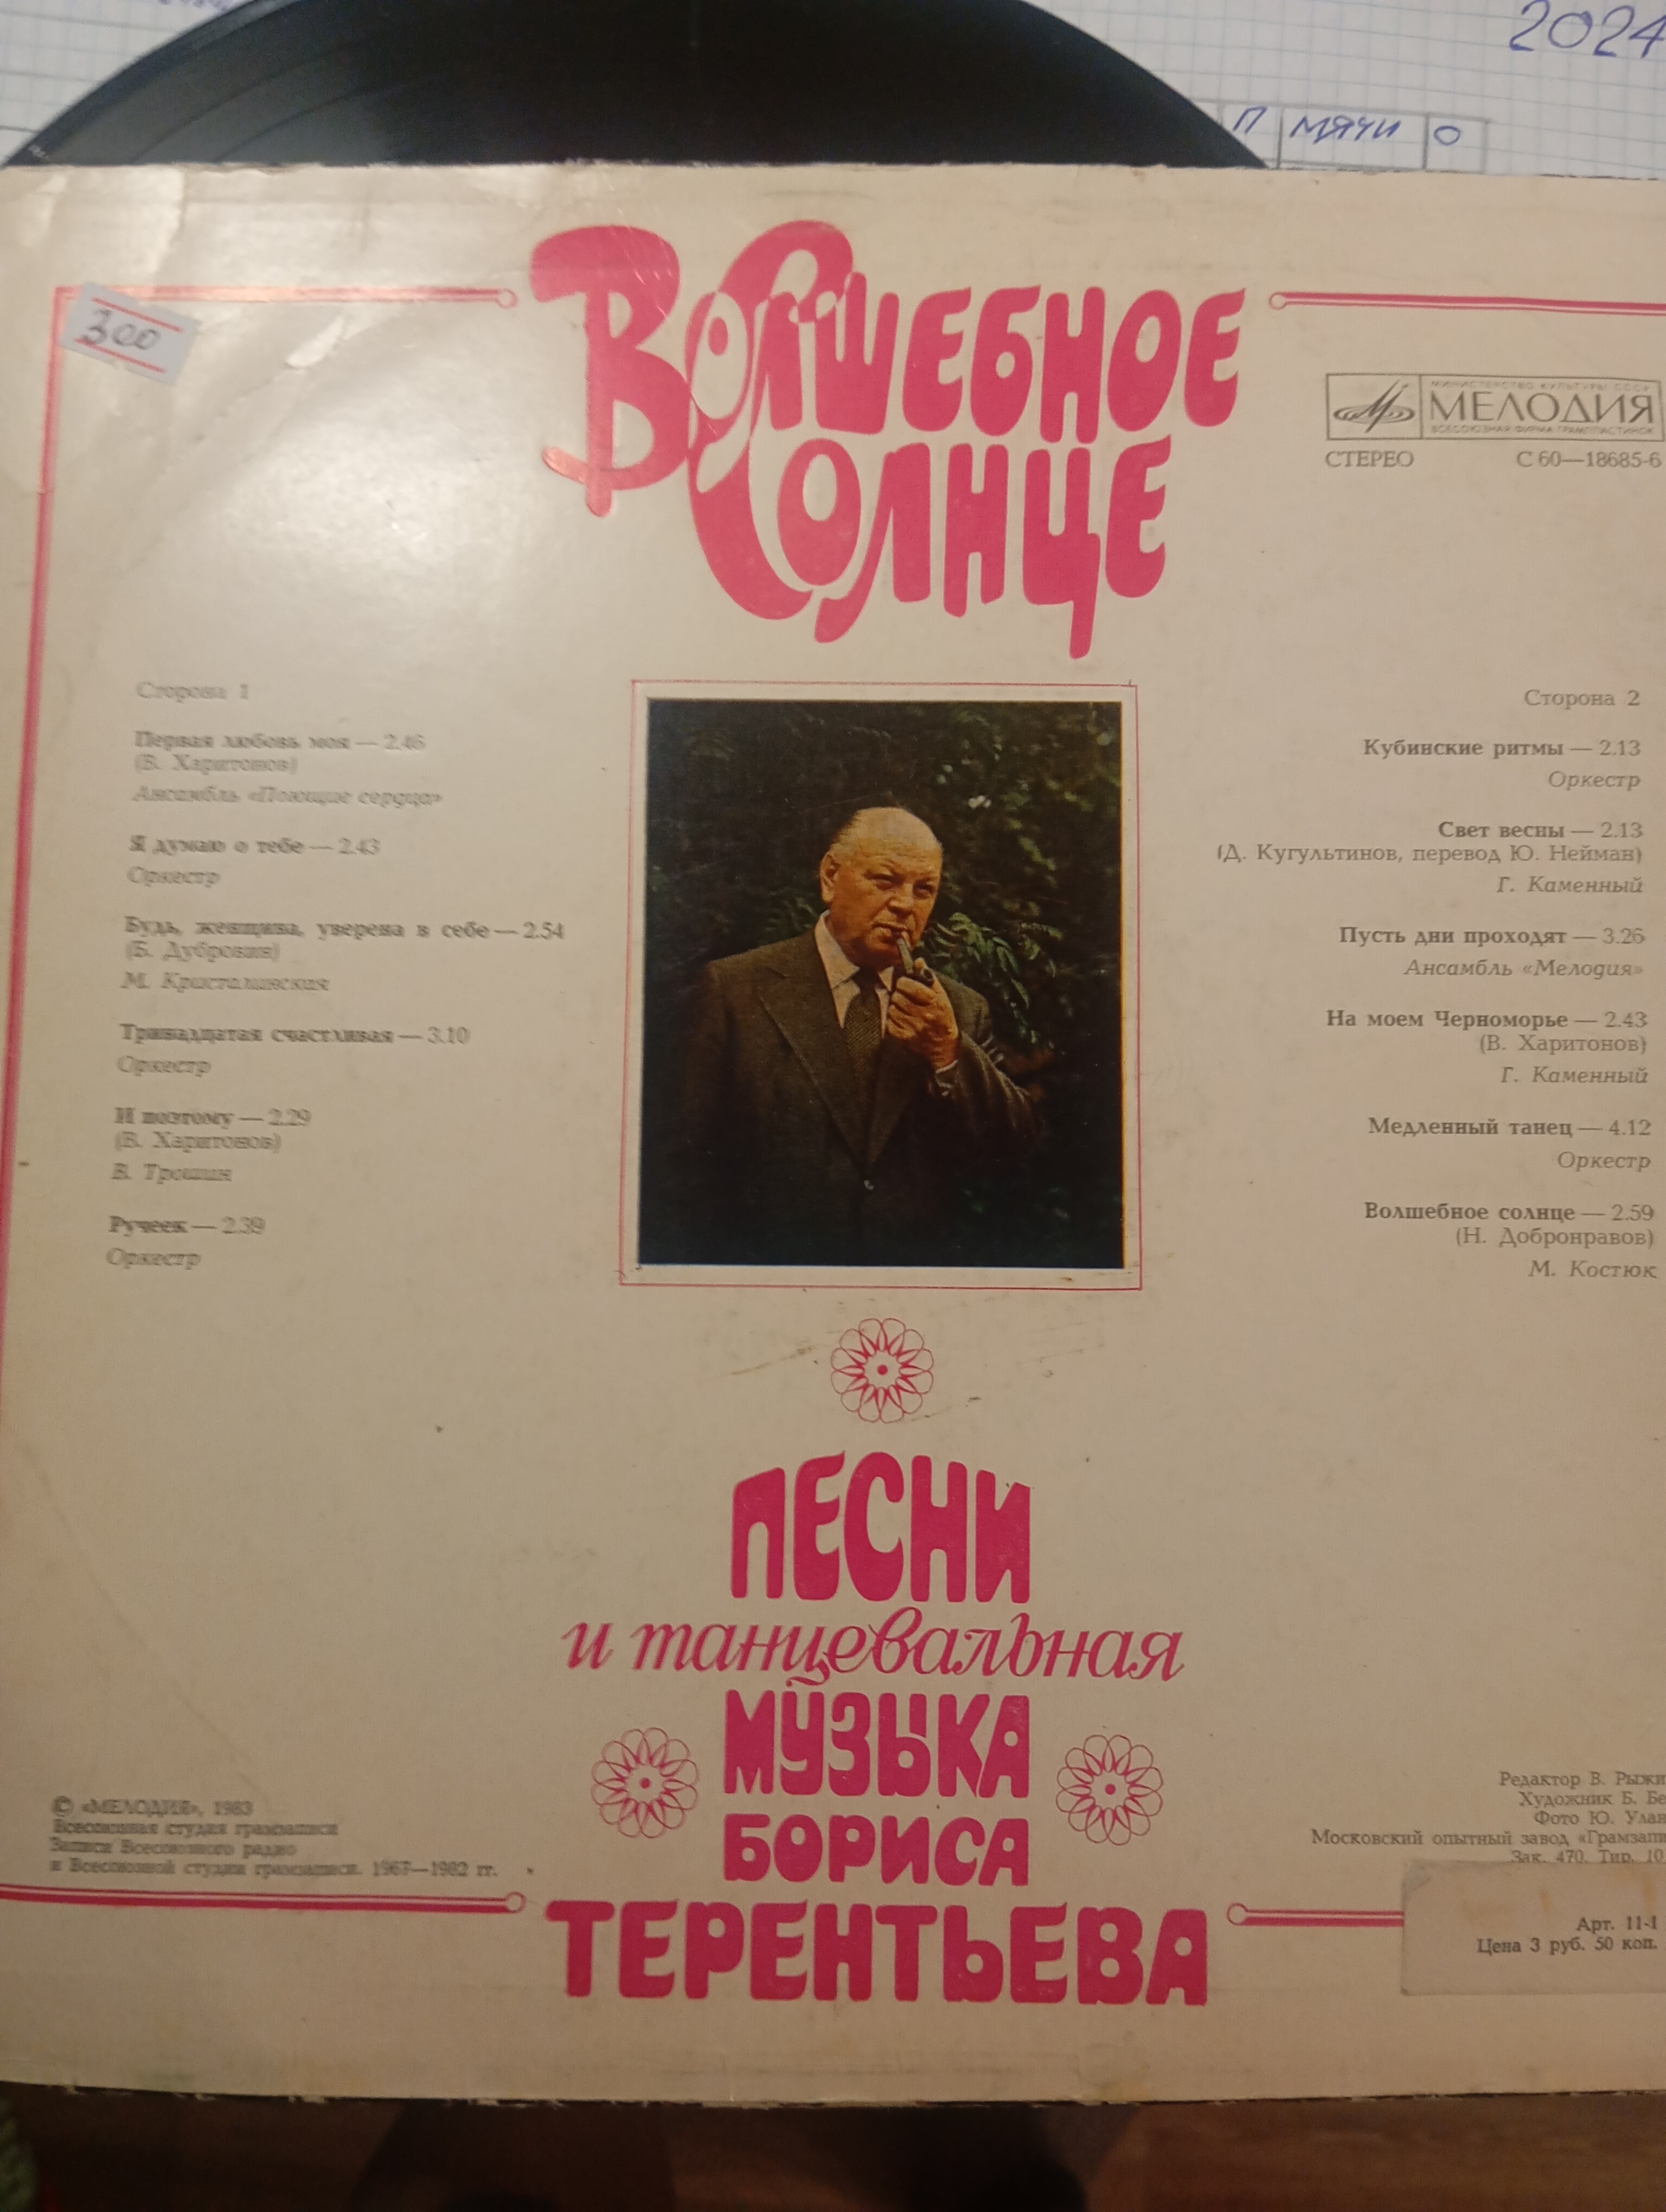 2024
П МЯЧИ О
300
ВОЛШЕБНОЕ
СОЛНЦЕ
МИНИСТЕРСТВО КУЛЬТУРЫ СССР
МЕЛОДИЯ
ВСЕСОЮЗНАЯ ФИРМА ГРАМПЛАСТИНОК
СТЕРЕО С 60—18685-6
Сторона 1
Первая любовь моя — 2.46
(В. Харитонов)
Ансамбль «Поющие сердца»
Я думаю о тебе — 2.43
Оркестр
Будь, женщина, уверена в себе — 2.54
(Б. Дубровин)
М. Кристалинская
Тринадцатая счастливая — 3.10
Оркестр
И поэтому — 2.29
(В. Харитонов)
В. Трошин
Ручеек — 2.39
Оркестр
Сторона 2
Кубинские ритмы — 2.13
Оркестр
Свет весны — 2.13
(Д. Кугультинов, перевод Ю. Нейман)
Г. Каменный
Пусть дни проходят — 3.26
Ансамбль «Мелодия»
На моем Черноморье — 2.43
(В. Харитонов)
Г. Каменный
Медленный танец — 4.12
Оркестр
Волшебное солнце — 2.59
(Н. Добронравов)
М. Костюк
ПЕСНИ
и танцевальная
МУЗЫКА
БОРИСА
ТЕРЕНТЬЕВА
© «МЕЛОДИЯ», 1983
Всесоюзная студия грамзаписи
Записи Всесоюзного радио
и Всесоюзной студии грамзаписи. 1967—1982 гг.
Редактор В. Рыжи
Художник Б. Бе
Фото Ю. Улан
Московский опытный завод «Грамзапи
Зак. 470. Тир. 10
Арт. 11-1
Цена 3 руб. 50 коп.